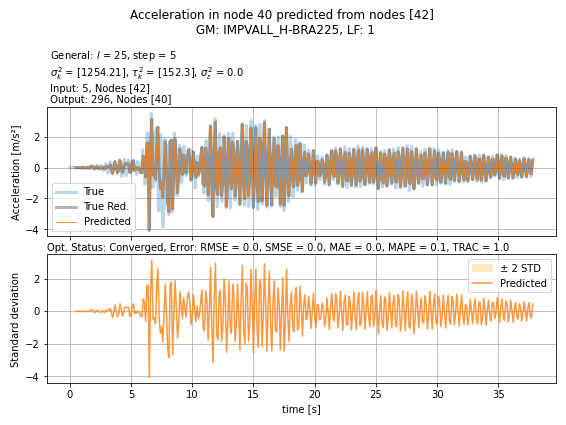 Acceleration in node 40 predicted from nodes [42]
GM: IMPVALL_H-BRA225, LF: 1
General: l = 25, step = 5
σ²ₖ = [1254.21], τ²ₖ = [152.3], σ²ₑ = 0.0
Input: 5, Nodes [42]
Output: 296, Nodes [40]
Acceleration [m/s²]
2
0
−2
−4
True
True Red.
Predicted
Opt. Status: Converged, Error: RMSE = 0.0, SMSE = 0.0, MAE = 0.0, MAPE = 0.1, TRAC = 1.0
Standard deviation
2
0
−2
−4
± 2 STD
Predicted
0 5 10 15 20 25 30 35
time [s]